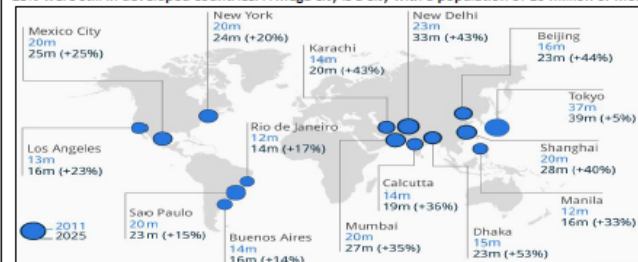 Mexico City
20m
25m (+25%)
New York
20m
24m (+20%)
Karachi
14m
20m (+43%)
New Delhi
23m
33m (+43%)
Beijing
16m
23m (+44%)
Tokyo
37m
39m (+5%)
Los Angeles
13m
16m (+23%)
Rio de Janeiro
12m
14m (+17%)
Shanghai
20m
28m (+40%)
Calcutta
14m
19m (+36%)
Manila
12m
16m (+33%)
Sao Paulo
20m
23m (+15%)
Mumbai
20m
27m (+35%)
Dhaka
15m
23m (+53%)
Buenos Aires
14m
16m (+14%)
2011
2025